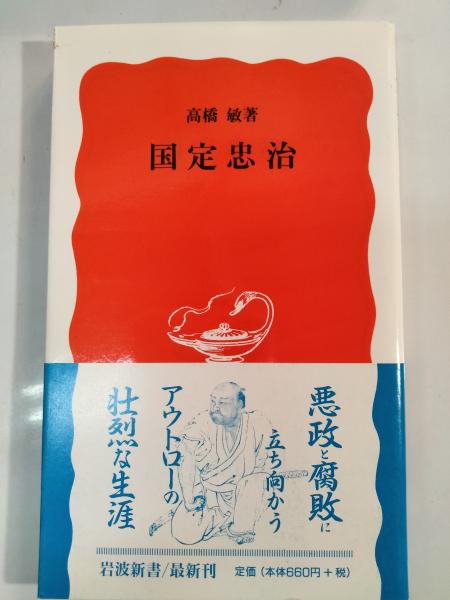 高橋 敏著
国定忠治
悪政と腐敗に
立ち向かう
アウトローの
壮烈な生涯
岩波新書/最新刊 定価(本体660円+税)